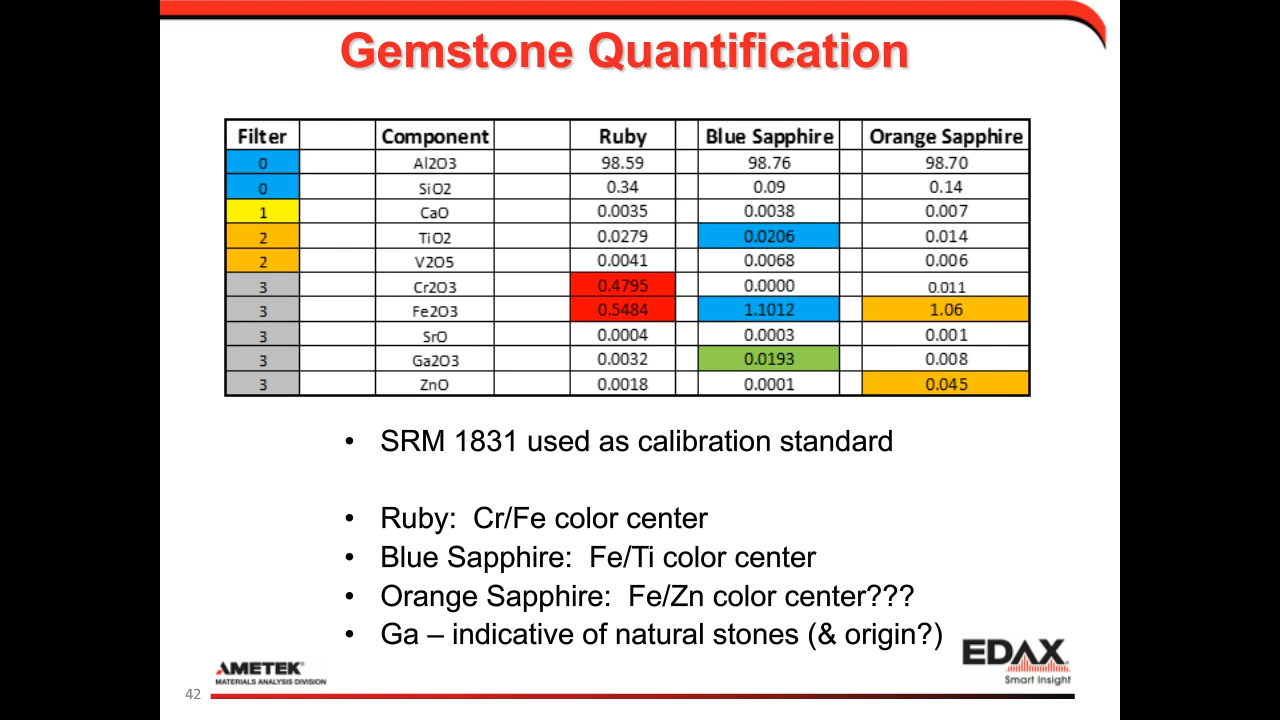 Gemstone Quantification
Filter Component Ruby Blue Sapphire Orange Sapphire
0 Al2O3 98.59 98.76 98.70
0 SiO2 0.34 0.09 0.14
1 CaO 0.0035 0.0038 0.007
2 TiO2 0.0279 0.0206 0.014
2 V2O5 0.0041 0.0068 0.006
3 Cr2O3 0.4795 0.0000 0.011
3 Fe2O3 0.5484 1.1012 1.06
3 SrO 0.0004 0.0003 0.001
3 Ga2O3 0.0032 0.0193 0.008
3 ZnO 0.0018 0.0001 0.045
• SRM 1831 used as calibration standard
• Ruby: Cr/Fe color center
• Blue Sapphire: Fe/Ti color center
• Orange Sapphire: Fe/Zn color center???
• Ga – indicative of natural stones (& origin?)
AMETEK®
MATERIALS ANALYSIS DIVISION
EDAX
Smart Insight
42